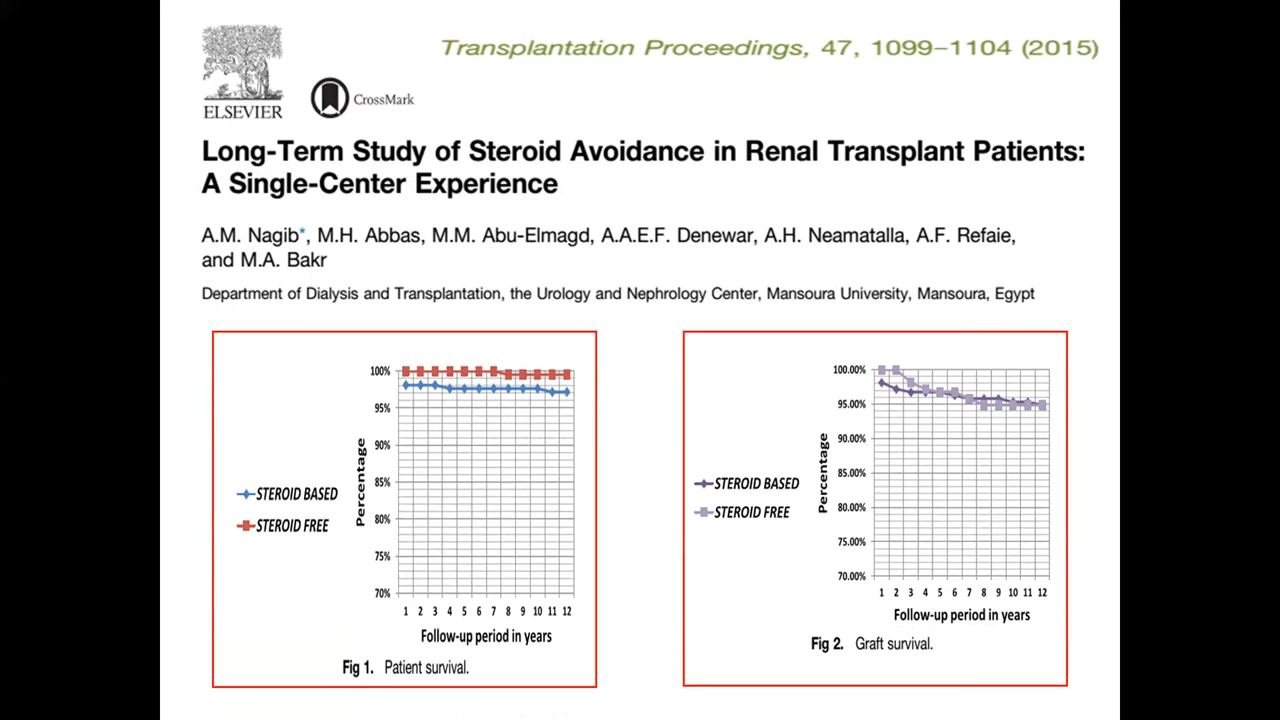 Transplantation Proceedings, 47, 1099–1104 (2015)
ELSEVIER
CrossMark
Long-Term Study of Steroid Avoidance in Renal Transplant Patients:
A Single-Center Experience
A.M. Nagib*, M.H. Abbas, M.M. Abu-Elmagd, A.A.E.F. Denewar, A.H. Neamatalla, A.F. Refaie,
and M.A. Bakr
Department of Dialysis and Transplantation, the Urology and Nephrology Center, Mansoura University, Mansoura, Egypt
100%
95%
90%
85%
80%
75%
70%
Percentage
STEROID BASED
STEROID FREE
1 2 3 4 5 6 7 8 9 10 11 12
Follow-up period in years
Fig 1. Patient survival.
100.00%
95.00%
90.00%
85.00%
80.00%
75.00%
70.00%
Percentage
STEROID BASED
STEROID FREE
1 2 3 4 5 6 7 8 9 10 11 12
Follow-up period in years
Fig 2. Graft survival.